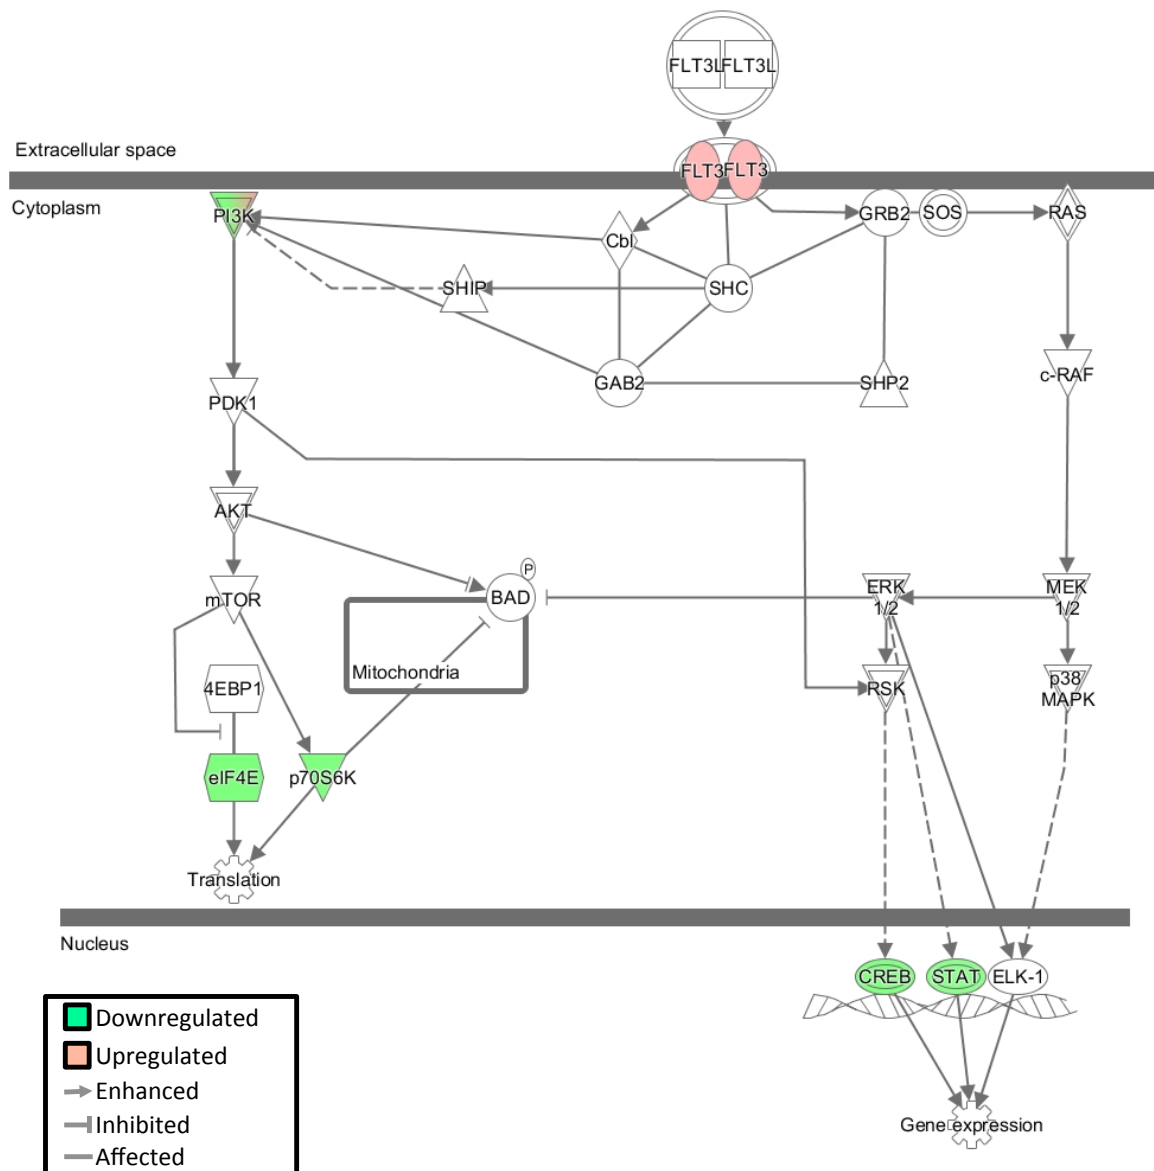 FLT3L FLT3L
Extracellular space
FLT3 FLT3
Cytoplasm
PI3K
GRB2 SOS RAS
Cbl
SHIP SHC
c-RAF
GAB2 SHP2
PDK1
AKT
P
BAD
mTOR
ERK
1/2
MEK
1/2
Mitochondria
4EBP1
RSK
p38
MAPK
eIF4E p70S6K
Translation
Nucleus
CREB STAT ELK-1
Downregulated
Upregulated
Enhanced
Inhibited
Affected
Gene expression